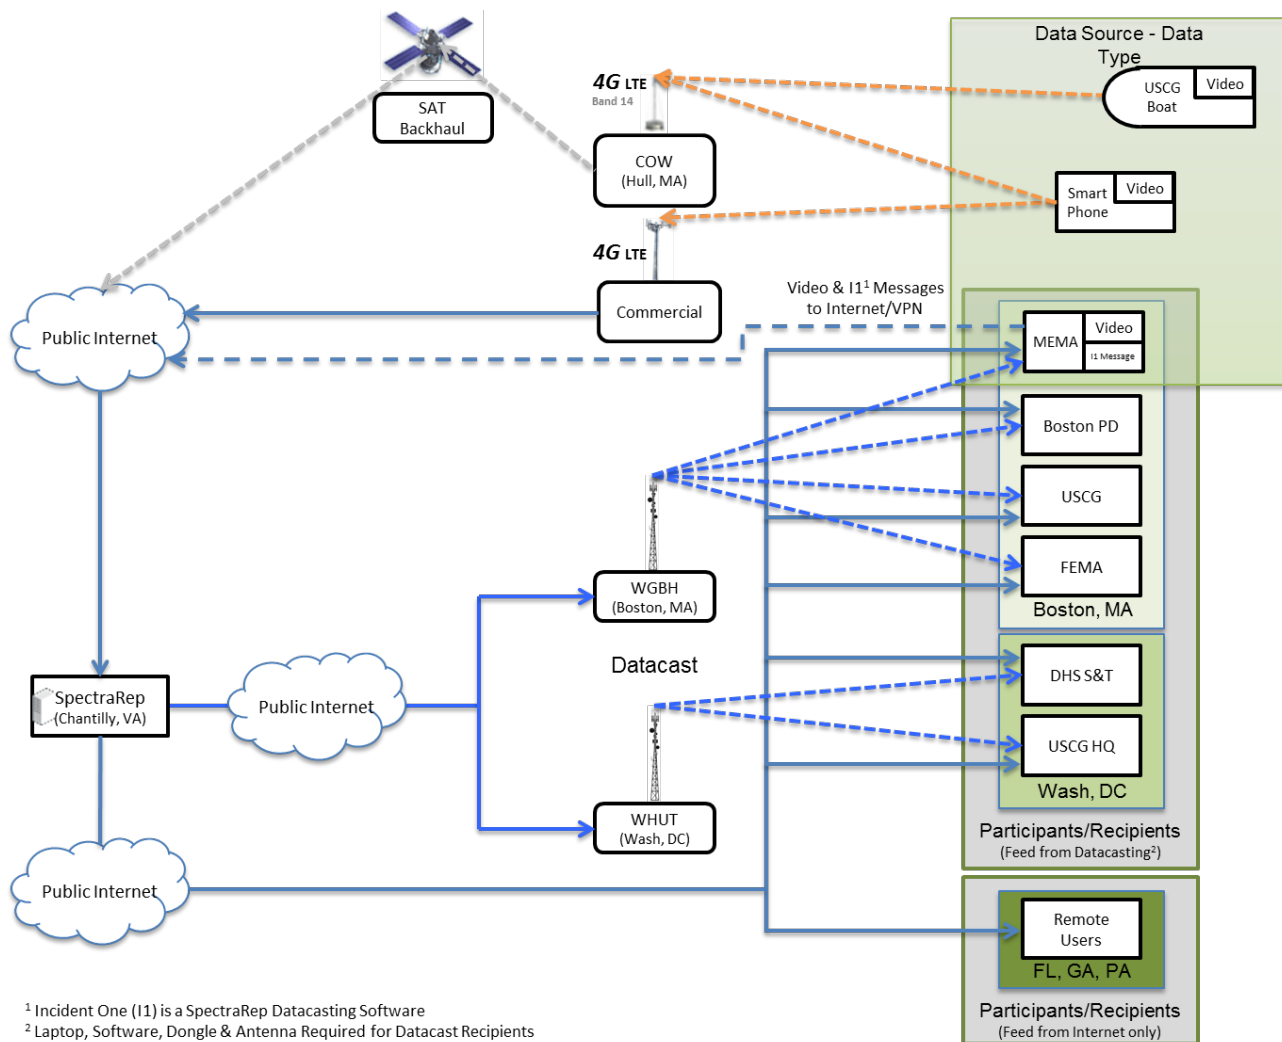 Data Source - Data
Type
USCG
Boat
Video
4G LTE
Band 14
SAT
Backhaul
COW
(Hull, MA)
Smart
Phone
Video
4G LTE
Commercial
Public Internet
Video & I1¹ Messages
to Internet/VPN
MEMA
Video
I1 Message
Boston PD
USCG
FEMA
Boston, MA
WGBH
(Boston, MA)
Datacast
SpectraRep
(Chantilly, VA)
Public Internet
DHS S&T
USCG HQ
Wash, DC
WHUT
(Wash, DC)
Participants/Recipients
(Feed from Datacasting²)
Public Internet
Remote
Users
FL, GA, PA
Participants/Recipients
(Feed from Internet only)
¹ Incident One (I1) is a SpectraRep Datacasting Software
² Laptop, Software, Dongle & Antenna Required for Datacast Recipients